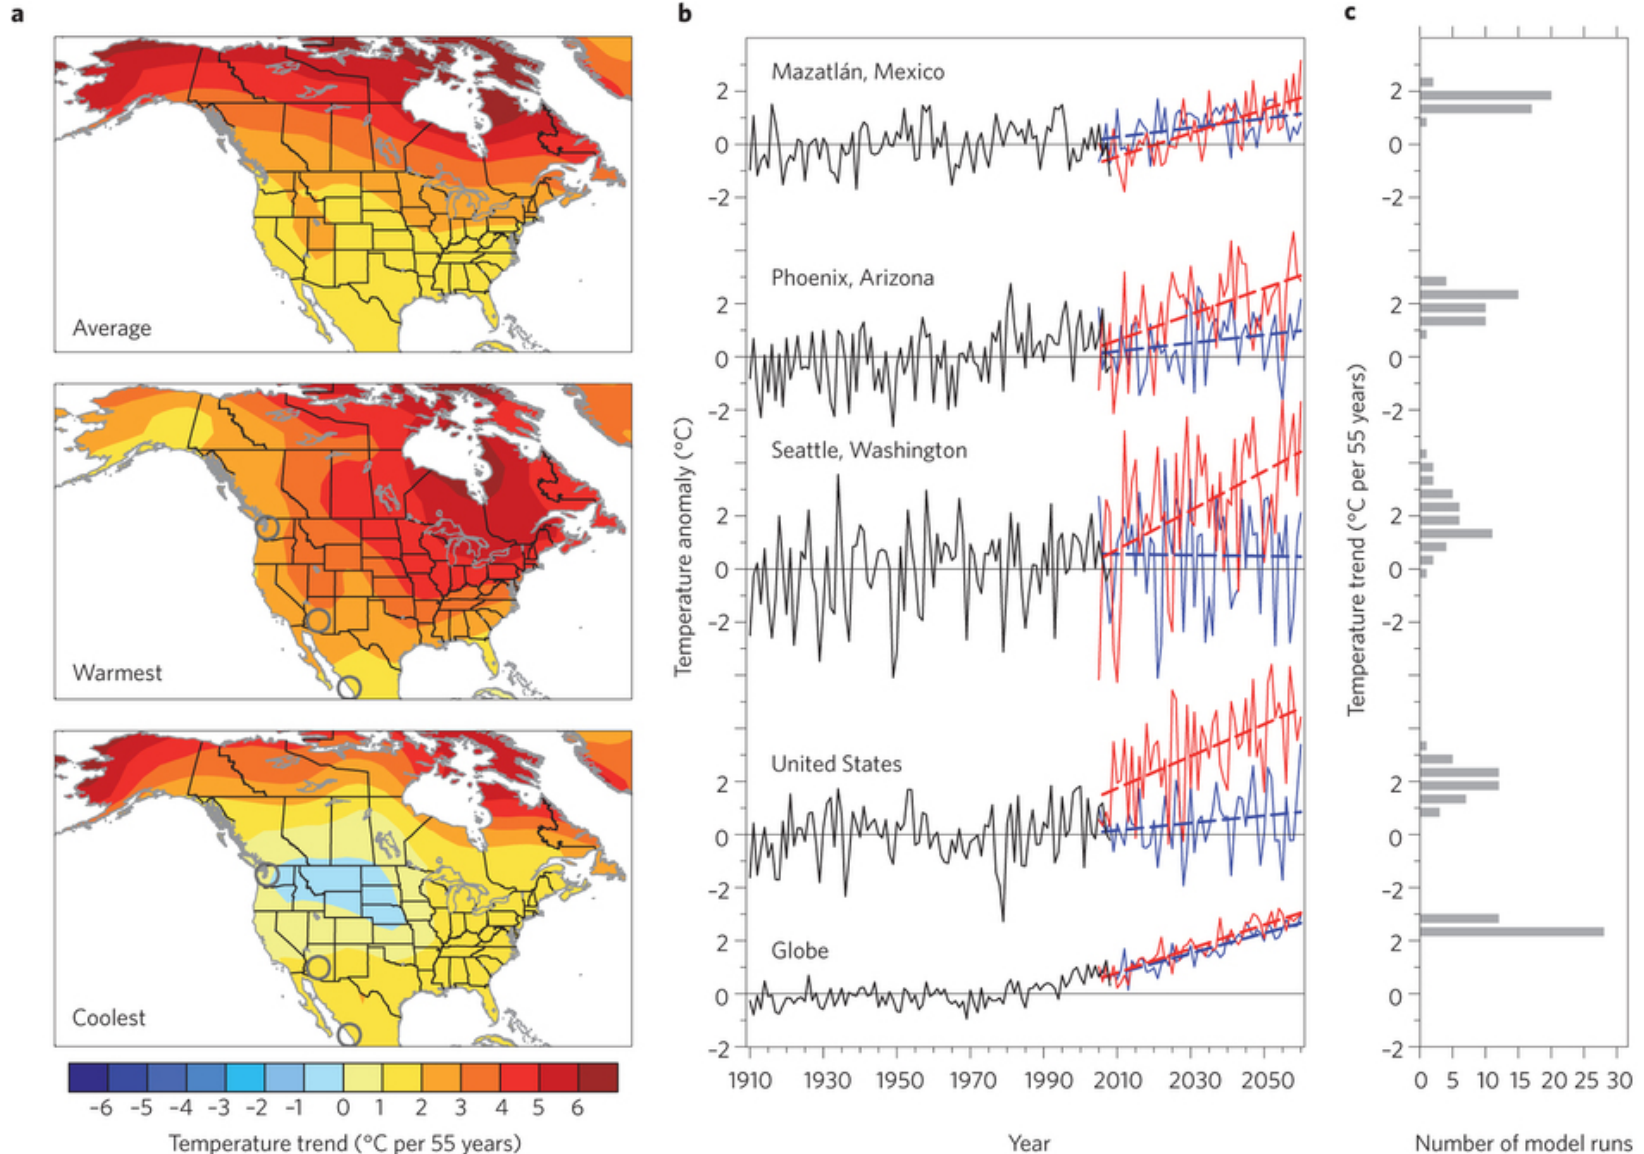 a
Average
Warmest
Coolest
–6 –5 –4 –3 –2 –1 0 1 2 3 4 5 6
Temperature trend (°C per 55 years)
b
Temperature anomaly (°C)
Mazatlán, Mexico
2
0
–2
Phoenix, Arizona
2
0
–2
Seattle, Washington
2
0
–2
United States
2
0
–2
Globe
2
0
–2
1910 1930 1950 1970 1990 2010 2030 2050
Year
c
Temperature trend (°C per 55 years)
2
0
–2
2
0
–2
2
0
–2
2
0
–2
2
0
–2
0 5 10 15 20 25 30
Number of model runs